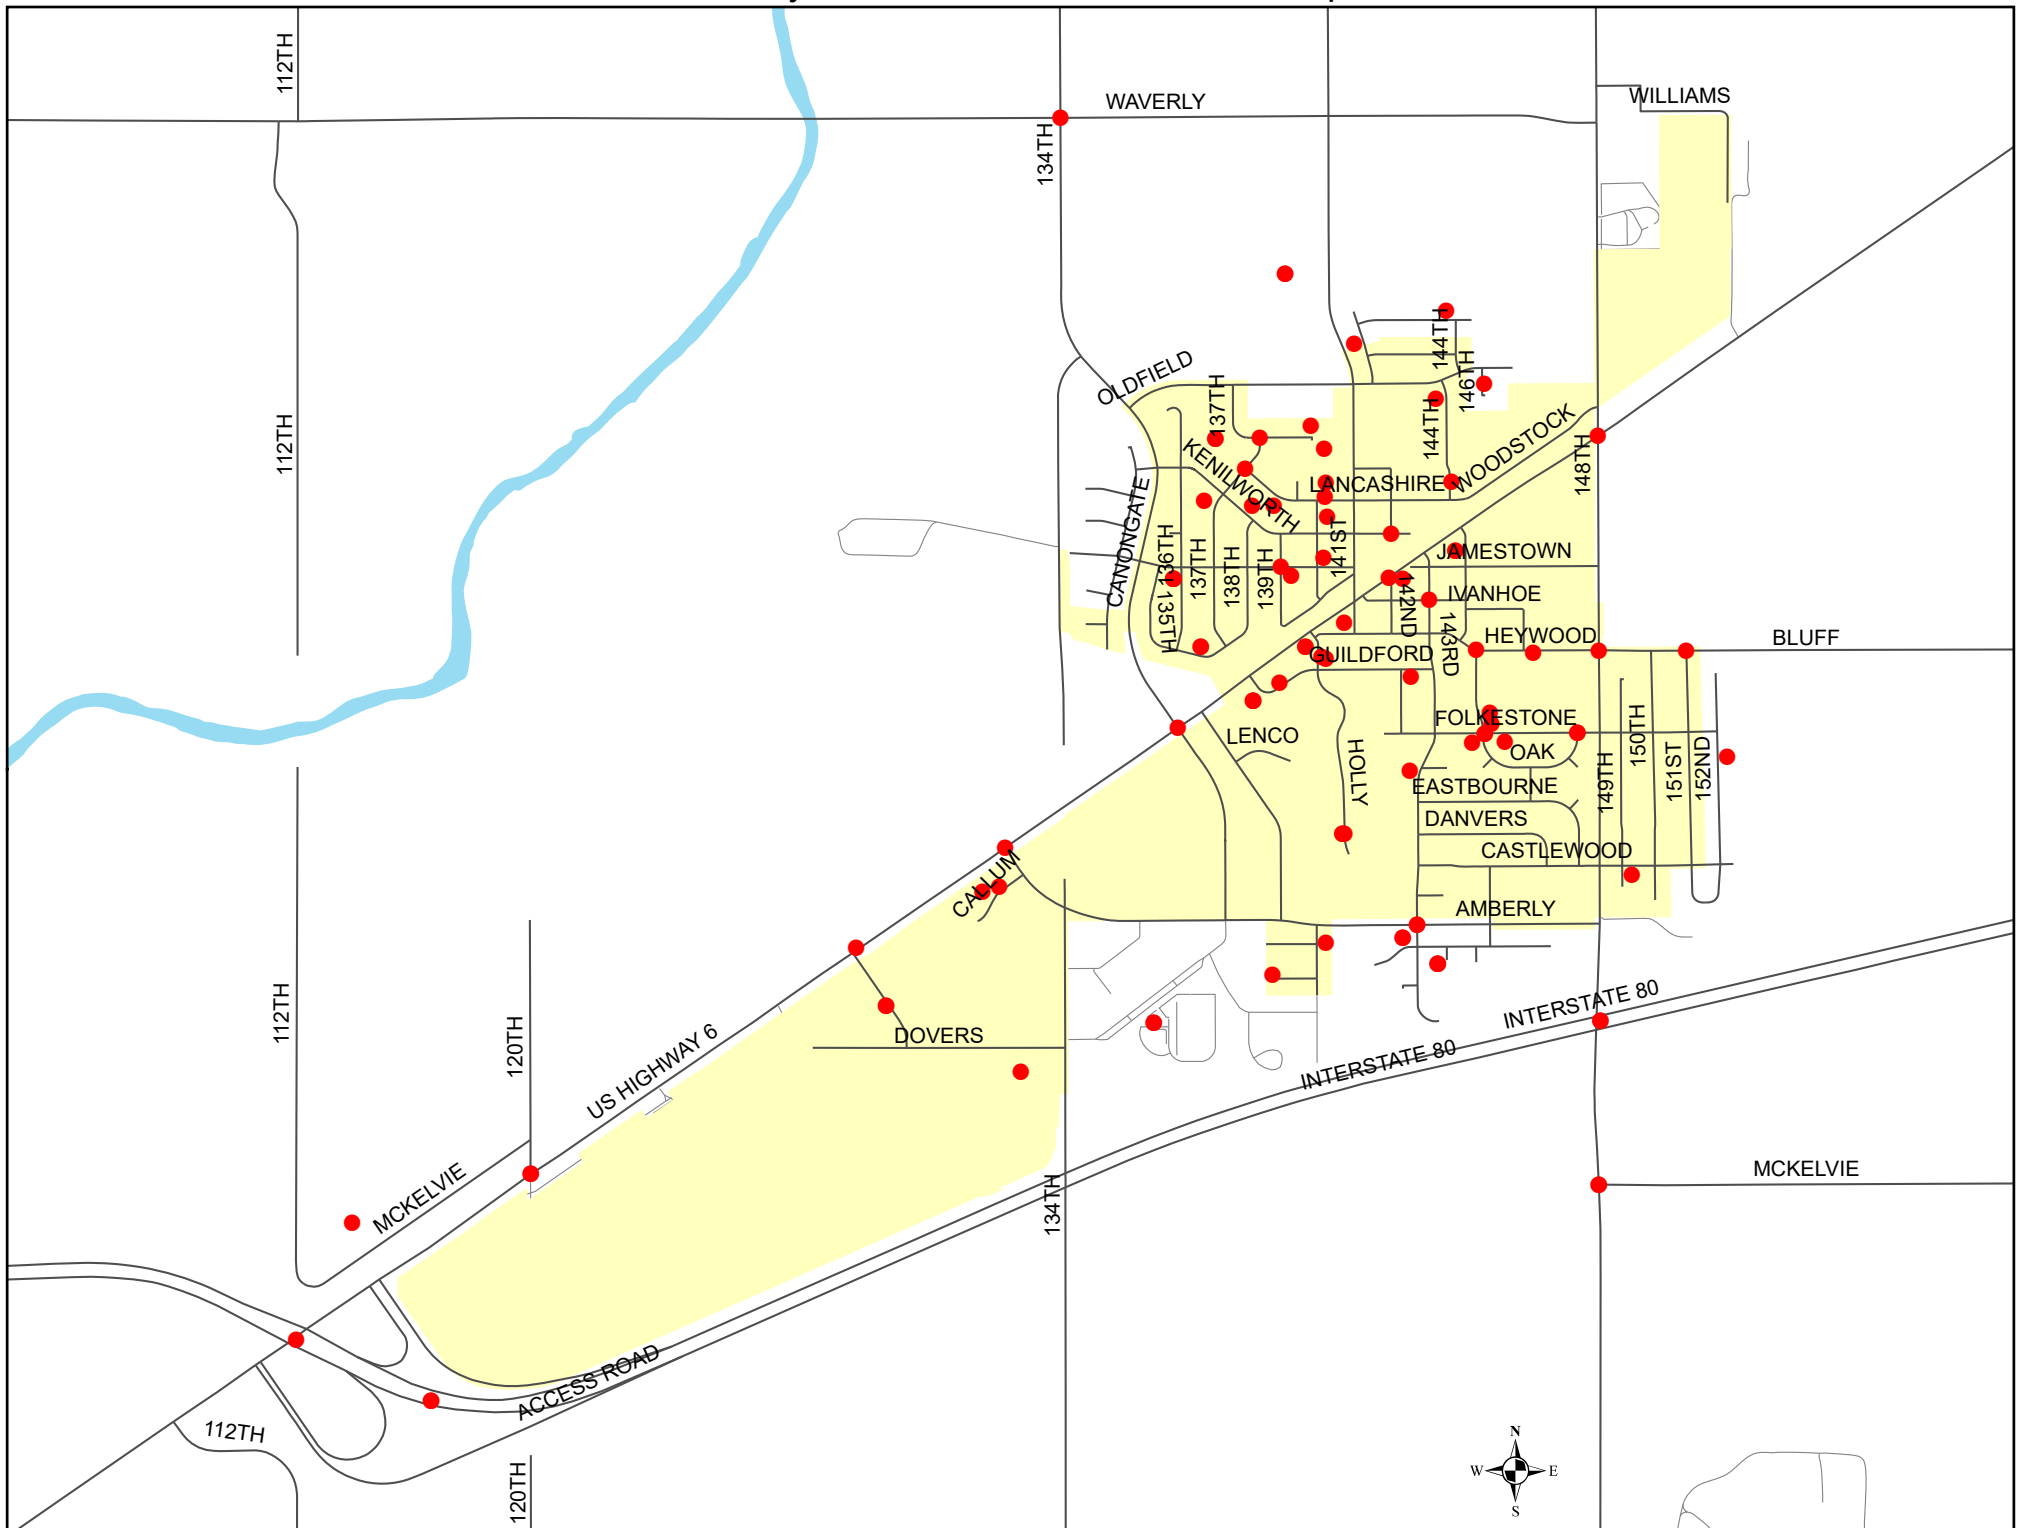 112TH
WAVERLY
WILLIAMS
134TH
OLDFIELD
144TH
146TH
137TH
112TH
144TH
WOODSTOCK
148TH
KENILWORTH
LANCASHIRE
CANONGATE
141ST
136TH
137TH
138TH
139TH
JAMESTOWN
142ND
IVANHOE
135TH
143RD
HEYWOOD
BLUFF
GUILDFORD
FOLKESTONE
LENCO
OAK
HOLLY
150TH
151ST
152ND
149TH
EASTBOURNE
DANVERS
CASTLEWOOD
CALLUM
AMBERLY
112TH
120TH
INTERSTATE 80
DOVERS
US HIGHWAY 6
INTERSTATE 80
MCKELVIE
MCKELVIE
134TH
ACCESS ROAD
112TH
120TH
N
W
E
S